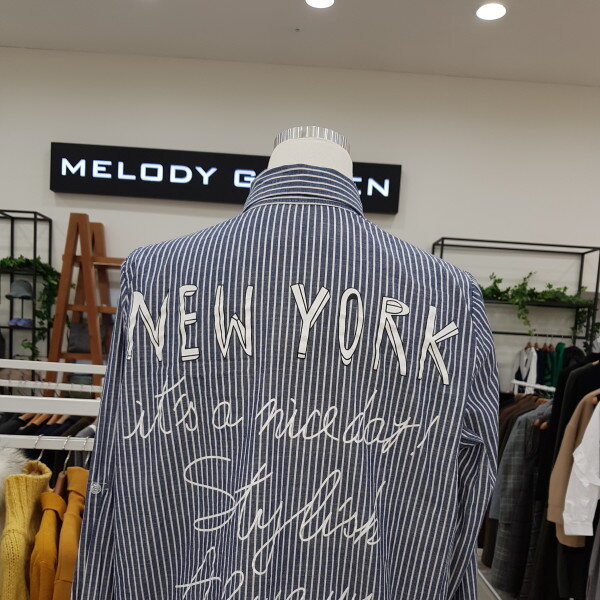 MELODY G
NEW YORK
it's a nice day!
Stylish